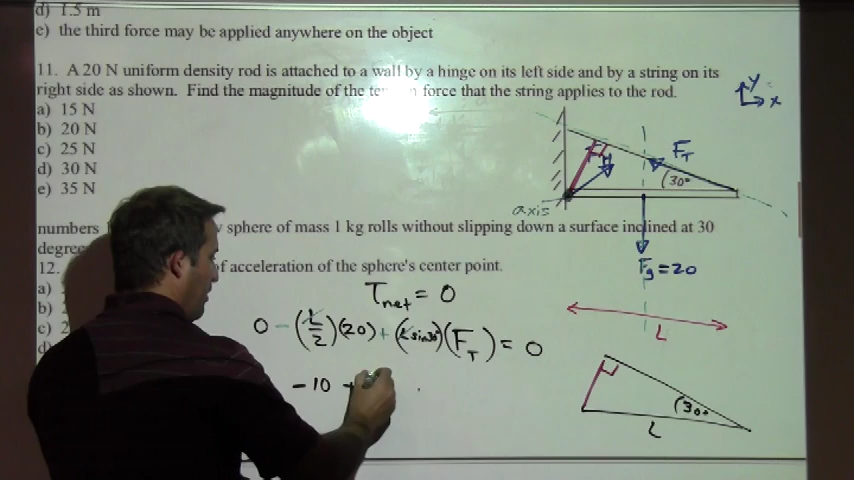 d) 1.5 m
e) the third force may be applied anywhere on the object
11. A 20 N uniform density rod is attached to a wall by a hinge on its left side and by a string on its
right side as shown. Find the magnitude of the force that the string applies to the rod.
a) 15 N
b) 20 N
c) 25 N
d) 30 N
e) 35 N
y
x
F_T
F_H
(30°
axis
F_g = 20
numbers sphere of mass 1 kg rolls without slipping down a surface inclined at 30
degree
12. of acceleration of the sphere's center point.
a)
b)
c) 2
d)
τ_net = 0
0 - (L/2)(20) + (L sin30°)(F_T) = 0
- 10 +
L
(30°
L